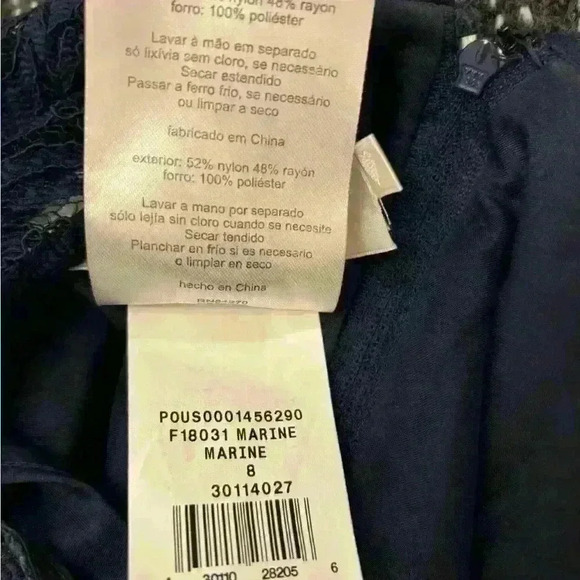 nylon 48% rayon
forro: 100% poliéster
Lavar à mão em separado
só lixívia sem cloro, se necessário
Secar estendido
Passar a ferro frio, se necessário
ou limpar a seco
fabricado em China
exterior: 52% nylon 48% rayón
forro: 100% poliéster
Lavar a mano por separado
sólo lejía sin cloro cuando se necesite
Secar tendido
Planchar en frío si es necesario
o limpiar en seco
hecho en China
POUS0001456290
F18031 MARINE
MARINE
8
30114027
30110 28205 6